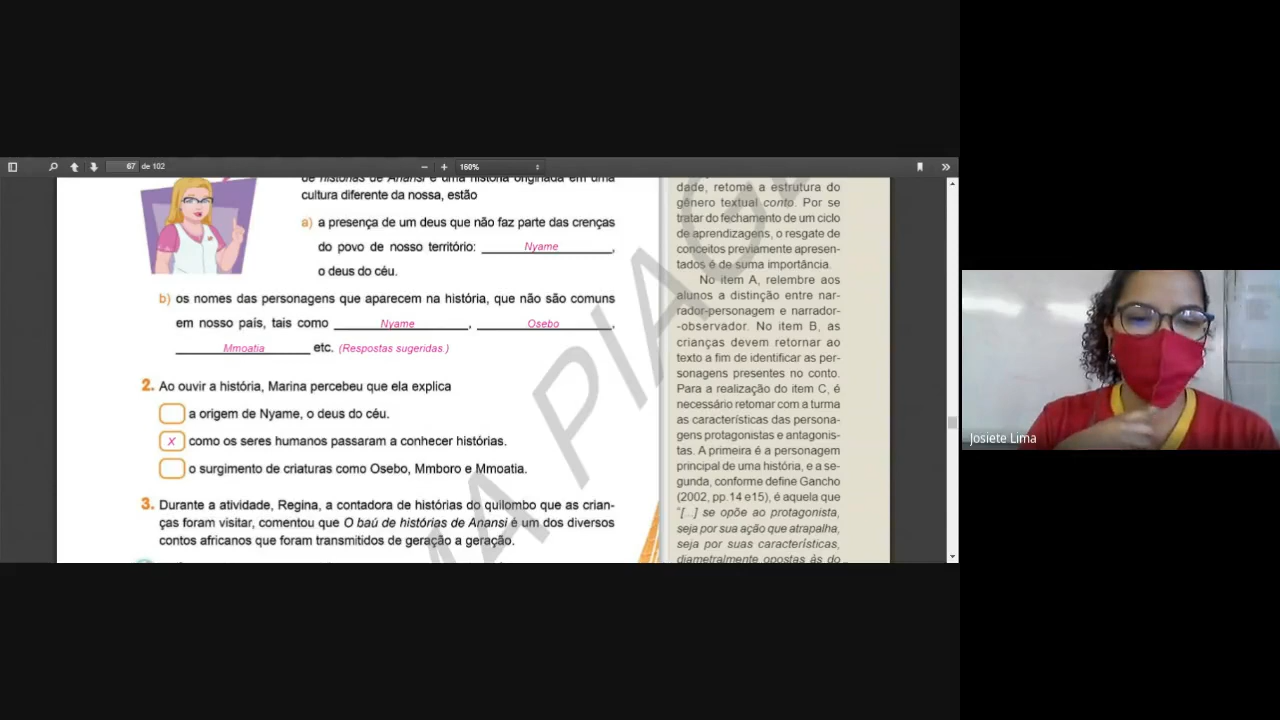 67 de 102
160%
de histórias de Anansi é uma história originada em uma
cultura diferente da nossa, estão
a) a presença de um deus que não faz parte das crenças
do povo de nosso território: Nyame,
o deus do céu.
b) os nomes das personagens que aparecem na história, que não são comuns
em nosso país, tais como Nyame, Osebo,
Mmoatia etc. (Respostas sugeridas.)
2. Ao ouvir a história, Marina percebeu que ela explica
a origem de Nyame, o deus do céu.
x como os seres humanos passaram a conhecer histórias.
o surgimento de criaturas como Osebo, Mmboro e Mmoatia.
3. Durante a atividade, Regina, a contadora de histórias do quilombo que as crian-
ças foram visitar, comentou que O baú de histórias de Anansi é um dos diversos
contos africanos que foram transmitidos de geração a geração.
dade, retome a estrutura do
gênero textual conto. Por se
tratar do fechamento de um ciclo
de aprendizagens, o resgate de
conceitos previamente apresen-
tados é de suma importância.
No item A, relembre aos
alunos a distinção entre nar-
rador-personagem e narrador-
-observador. No item B, as
crianças devem retornar ao
texto a fim de identificar as per-
sonagens presentes no conto.
Para a realização do item C, é
necessário retomar com a turma
as características das persona-
gens protagonistas e antagonis-
tas. A primeira é a personagem
principal de uma história, e a se-
gunda, conforme define Gancho
(2002, pp.14 e15), é aquela que
"[...] se opõe ao protagonista,
seja por sua ação que atrapalha,
seja por suas características,
diametralmente opostas às do
MA PIAGE
Josiete Lima